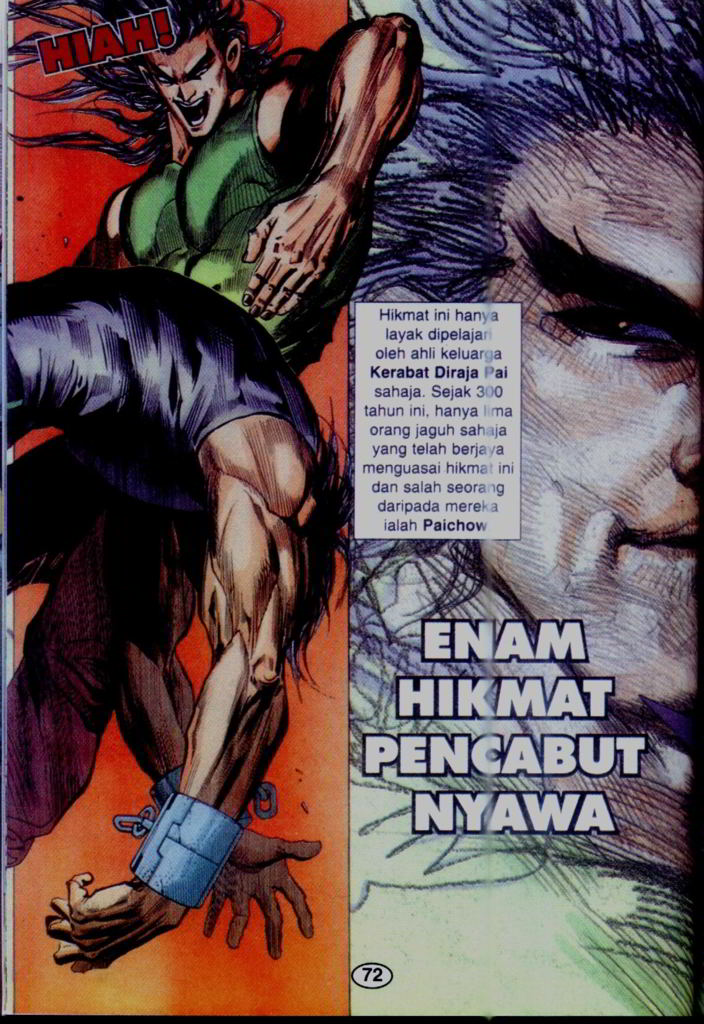 HIAH!
Hikmat ini hanya
layak dipelajari
oleh ahli keluarga
Kerabat Diraja Pai
sahaja. Sejak 300
tahun ini, hanya lima
orang jaguh sahaja
yang telah berjaya
menguasai hikmat ini
dan salah seorang
daripada mereka
ialah Paichow
ENAM
HIKMAT
PENCABUT
NYAWA
72